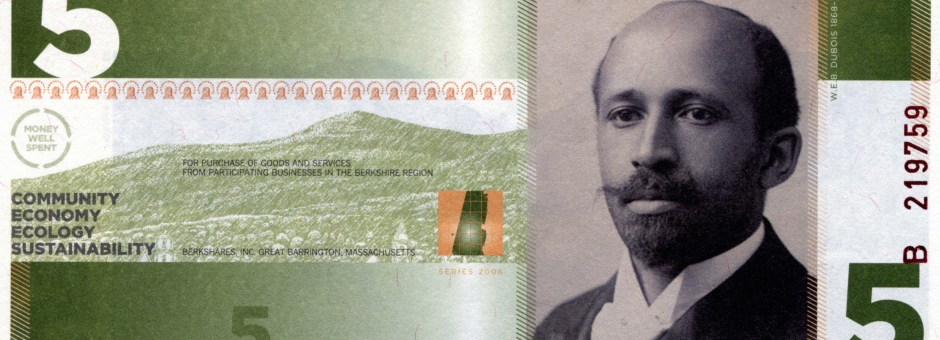 5
MONEY
WELL
SPENT
FOR PURCHASE OF GOODS AND SERVICES
FROM PARTICIPATING BUSINESSES IN THE BERKSHIRE REGION
COMMUNITY
ECONOMY
ECOLOGY
SUSTAINABILITY
BERKSHARES, INC. GREAT BARRINGTON, MASSACHUSETTS
SERIES 2006
5
W.E.B. DUBOIS 1868-
B 219759
5